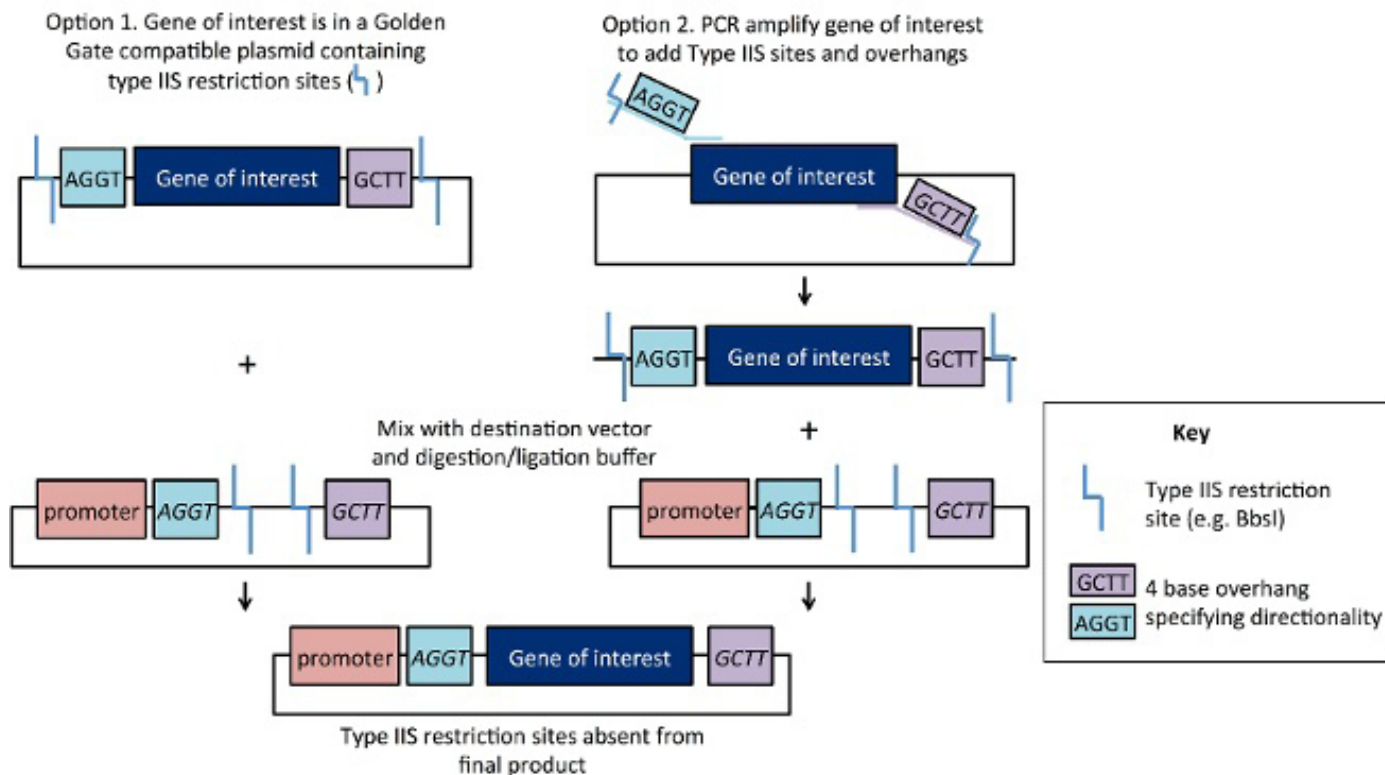 Option 1. Gene of interest is in a Golden
Gate compatible plasmid containing
type IIS restriction sites ( )
AGGT
Gene of interest
GCTT
+
Option 2. PCR amplify gene of interest
to add Type IIS sites and overhangs
AGGT
Gene of interest
GCTT
AGGT
Gene of interest
GCTT
+
Mix with destination vector
and digestion/ligation buffer
promoter
AGGT
GCTT
promoter
AGGT
GCTT
promoter
AGGT
Gene of interest
GCTT
Type IIS restriction sites absent from
final product
Key
Type IIS restriction
site (e.g. BbsI)
GCTT
AGGT
4 base overhang
specifying directionality